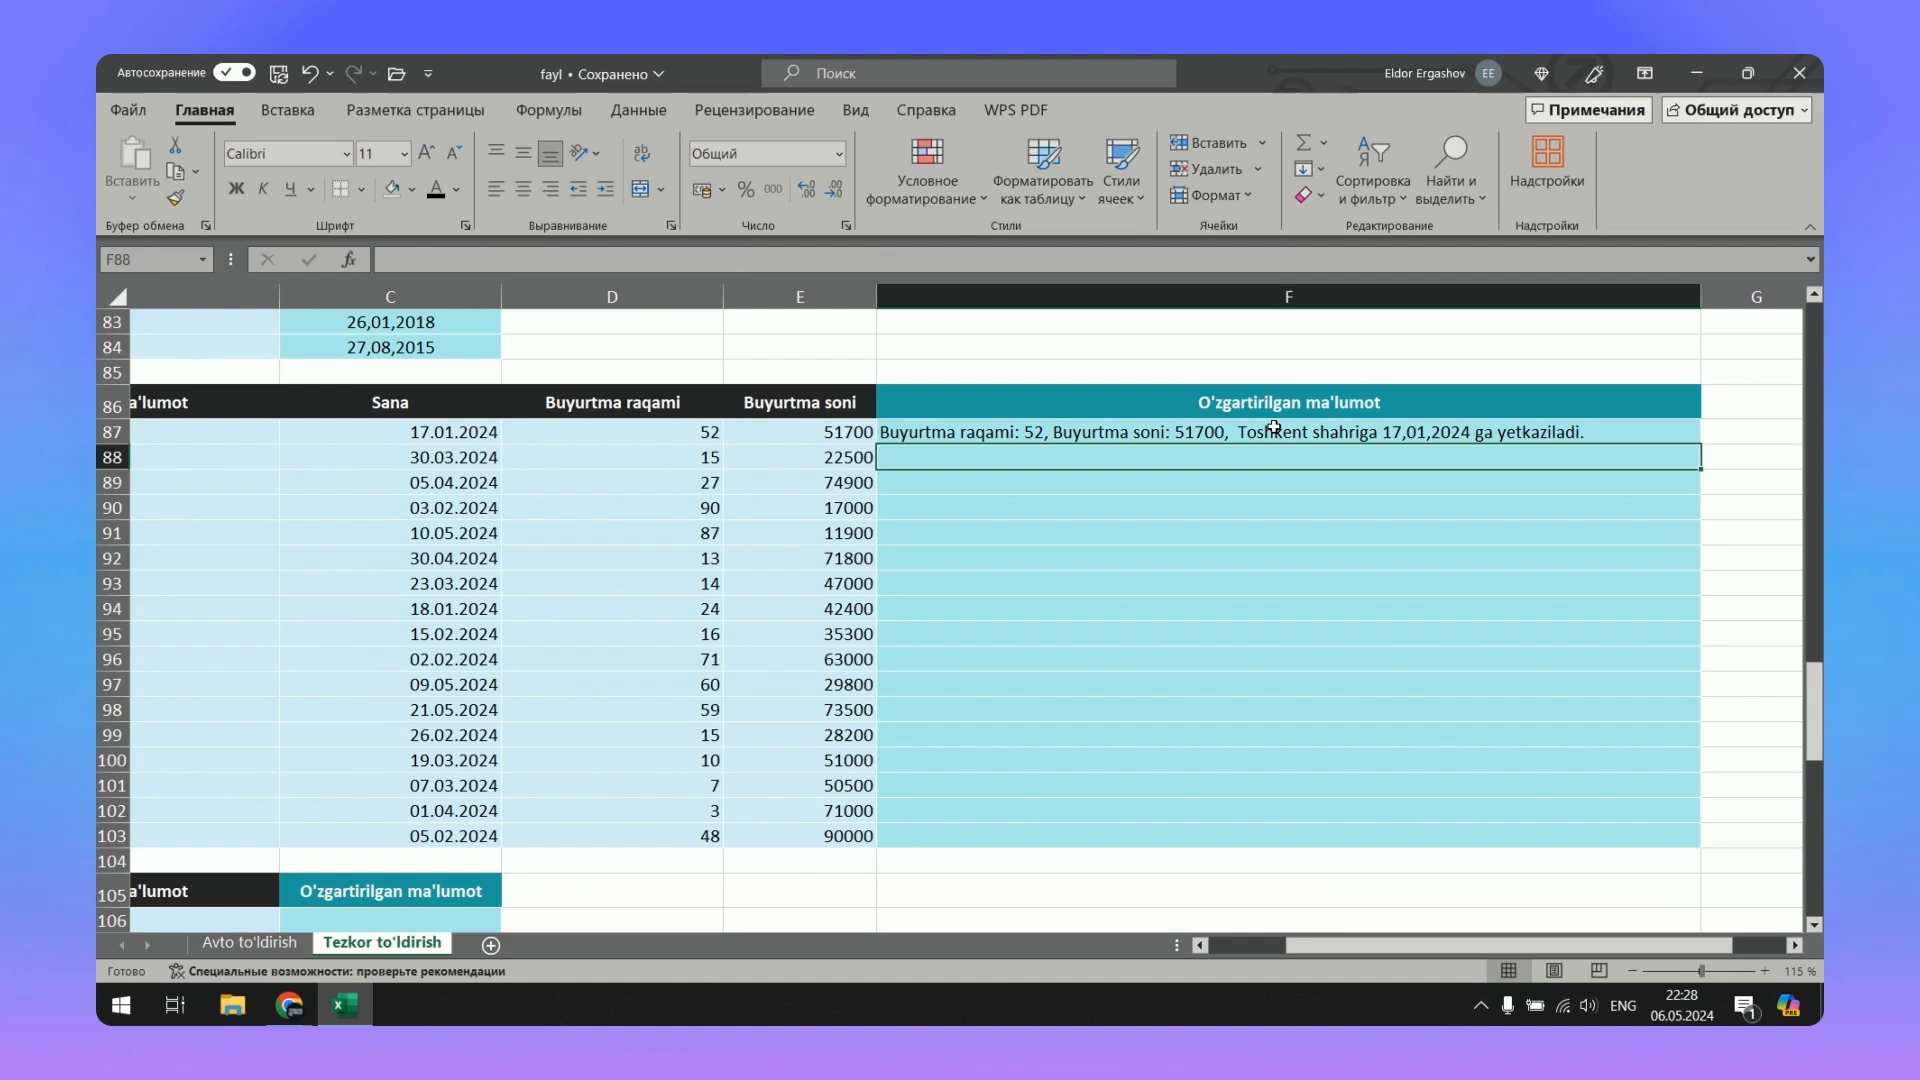 Автосохранение
fayl • Сохранено
Поиск
Eldor Ergashov EE
Файл Главная Вставка Разметка страницы Формулы Данные Рецензирование Вид Справка WPS PDF
Примечания Общий доступ
Вставить
Calibri 11
Ж К Ч
ab
Общий
% 000
Условное форматирование
Форматировать как таблицу
Стили ячеек
Вставить
Удалить
Формат
Сортировка и фильтр
Найти и выделить
Надстройки
Буфер обмена Шрифт Выравнивание Число Стили Ячейки Редактирование Надстройки
F88 fx
C D E F G
83 26,01,2018
84 27,08,2015
85
86 a'lumot Sana Buyurtma raqami Buyurtma soni O'zgartirilgan ma'lumot
87 17.01.2024 52 51700 Buyurtma raqami: 52, Buyurtma soni: 51700, Toshkent shahriga 17,01,2024 ga yetkaziladi.
88 30.03.2024 15 22500
89 05.04.2024 27 74900
90 03.02.2024 90 17000
91 10.05.2024 87 11900
92 30.04.2024 13 71800
93 23.03.2024 14 47000
94 18.01.2024 24 42400
95 15.02.2024 16 35300
96 02.02.2024 71 63000
97 09.05.2024 60 29800
98 21.05.2024 59 73500
99 26.02.2024 15 28200
100 19.03.2024 10 51000
101 07.03.2024 7 50500
102 01.04.2024 3 71000
103 05.02.2024 48 90000
104
105 a'lumot O'zgartirilgan ma'lumot
106
Avto to'ldirish Tezkor to'ldirish
Готово Специальные возможности: проверьте рекомендации 115 %
ENG 22:28
06.05.2024 1